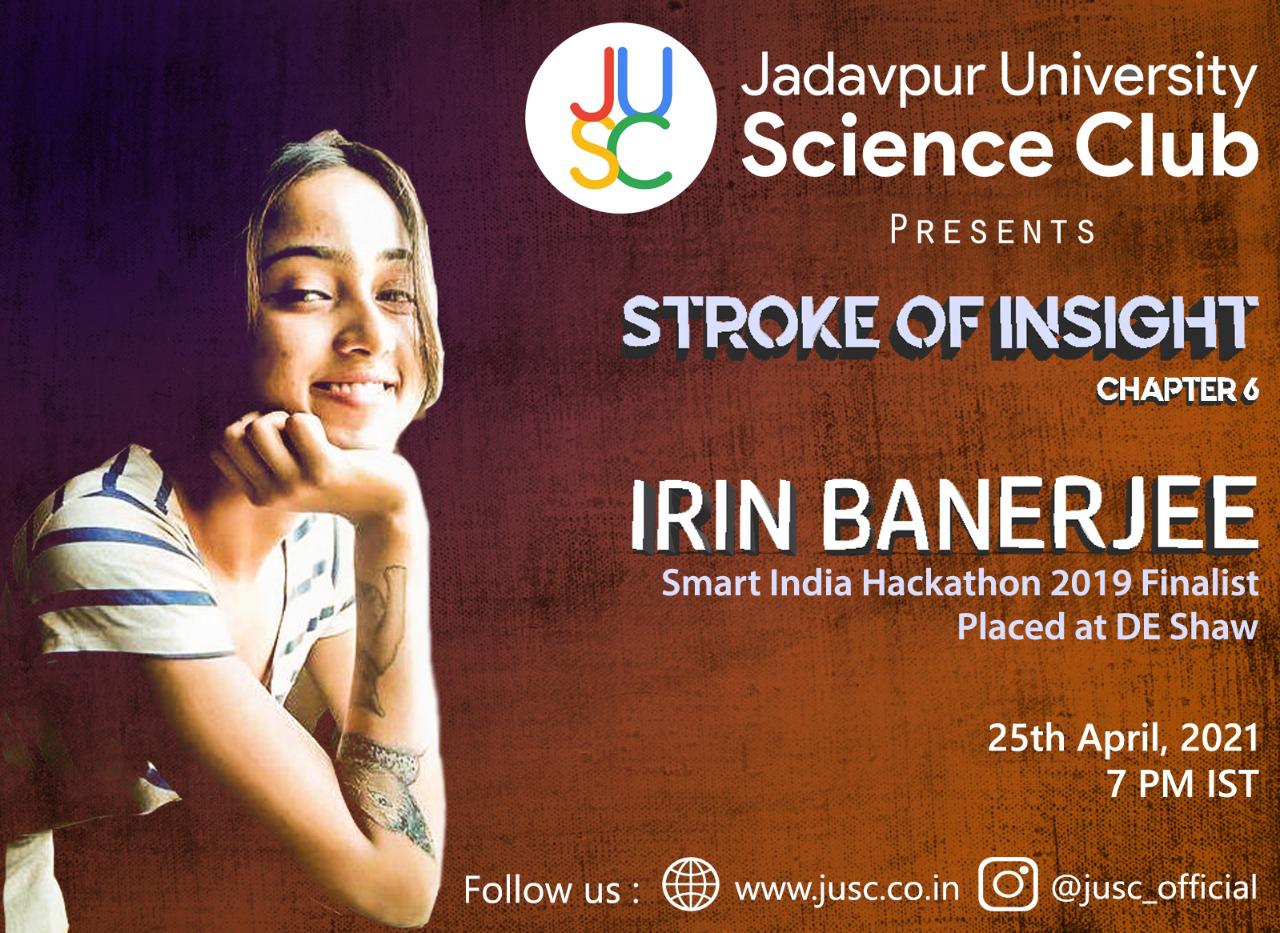 JU
SC
Jadavpur University
Science Club
PRESENTS
STROKE OF INSIGHT
CHAPTER 6
IRIN BANERJEE
Smart India Hackathon 2019 Finalist
Placed at DE Shaw
25th April, 2021
7 PM IST
Follow us : www.jusc.co.in @jusc_official